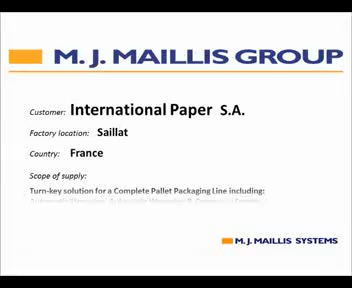 M. J. MAILLIS GROUP
Customer: International Paper S.A.
Factory location: Saillat
Country: France
Scope of supply:
Turn-key solution for a Complete Pallet Packaging Line including:
M. J. MAILLIS SYSTEMS